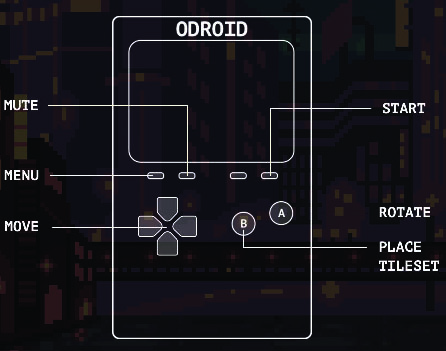 ODROID
MUTE
START
MENU
MOVE
A
ROTATE
B
PLACE
TILESET